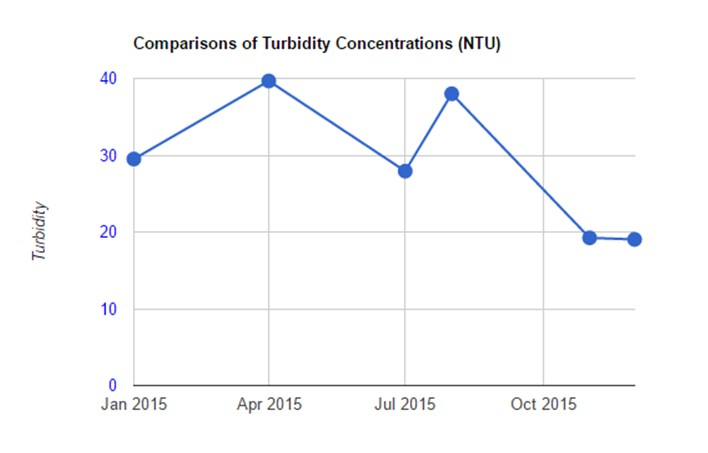 Comparisons of Turbidity Concentrations (NTU)
40
30
20
10
0
Turbidity
Jan 2015 Apr 2015 Jul 2015 Oct 2015